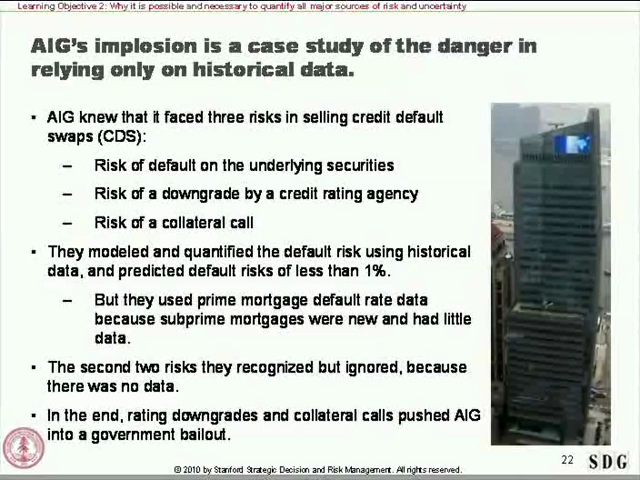 Learning Objective 2: Why it is possible and necessary to quantify all major sources of risk and uncertainty
AIG's implosion is a case study of the danger in
relying only on historical data.
▪ AIG knew that it faced three risks in selling credit default
swaps (CDS):
– Risk of default on the underlying securities
– Risk of a downgrade by a credit rating agency
– Risk of a collateral call
▪ They modeled and quantified the default risk using historical
data, and predicted default risks of less than 1%.
– But they used prime mortgage default rate data
because subprime mortgages were new and had little
data.
▪ The second two risks they recognized but ignored, because
there was no data.
▪ In the end, rating downgrades and collateral calls pushed AIG
into a government bailout.
22 SDG
© 2010 by Stanford Strategic Decision and Risk Management. All rights reserved.